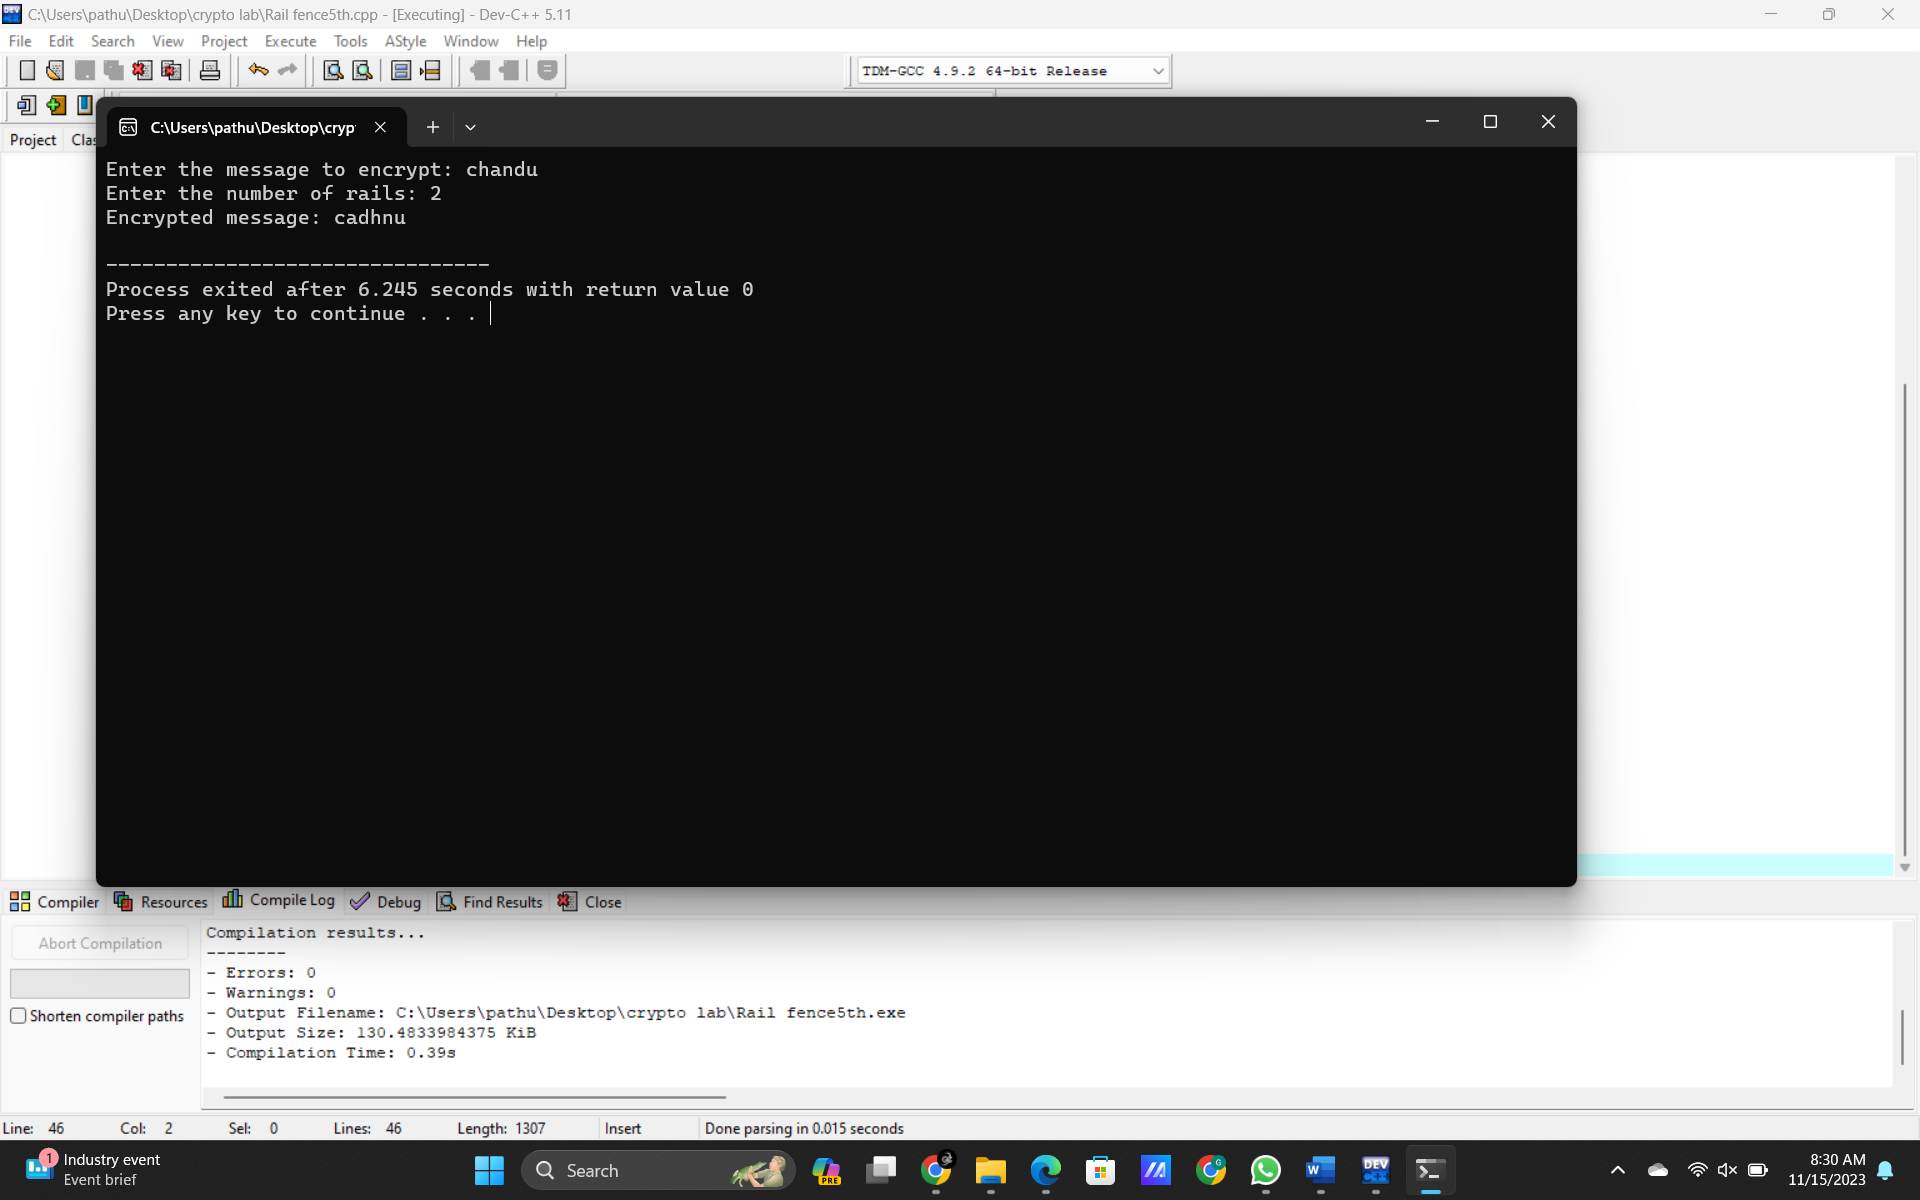 C:\Users\pathu\Desktop\crypto lab\Rail fence5th.cpp - [Executing] - Dev-C++ 5.11
File Edit Search View Project Execute Tools AStyle Window Help
TDM-GCC 4.9.2 64-bit Release
Project Clas
C:\Users\pathu\Desktop\cryp
Enter the message to encrypt: chandu
Enter the number of rails: 2
Encrypted message: cadhnu
--------------------------------
Process exited after 6.245 seconds with return value 0
Press any key to continue . . .
Compiler Resources Compile Log Debug Find Results Close
Abort Compilation
Shorten compiler paths
Compilation results...
--------
- Errors: 0
- Warnings: 0
- Output Filename: C:\Users\pathu\Desktop\crypto lab\Rail fence5th.exe
- Output Size: 130.4833984375 KiB
- Compilation Time: 0.39s
Line: 46 Col: 2 Sel: 0 Lines: 46 Length: 1307 Insert Done parsing in 0.015 seconds
1
Industry event
Event brief
Search
PRE
DEV C++
8:30 AM
11/15/2023